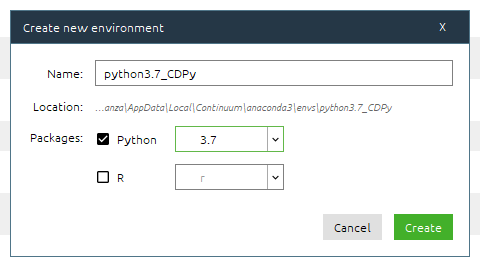 Create new environment X
Name: python3.7_CDPy
Location: ...anza\AppData\Local\Continuum\anaconda3\envs\python3.7_CDPy
Packages: Python 3.7
R r
Cancel Create